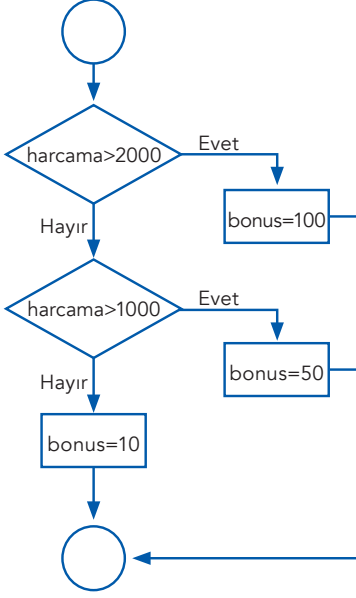 Evet
harcama>2000
bonus=100
Hayır
Evet
harcama>1000
bonus=50
Hayır
bonus=10